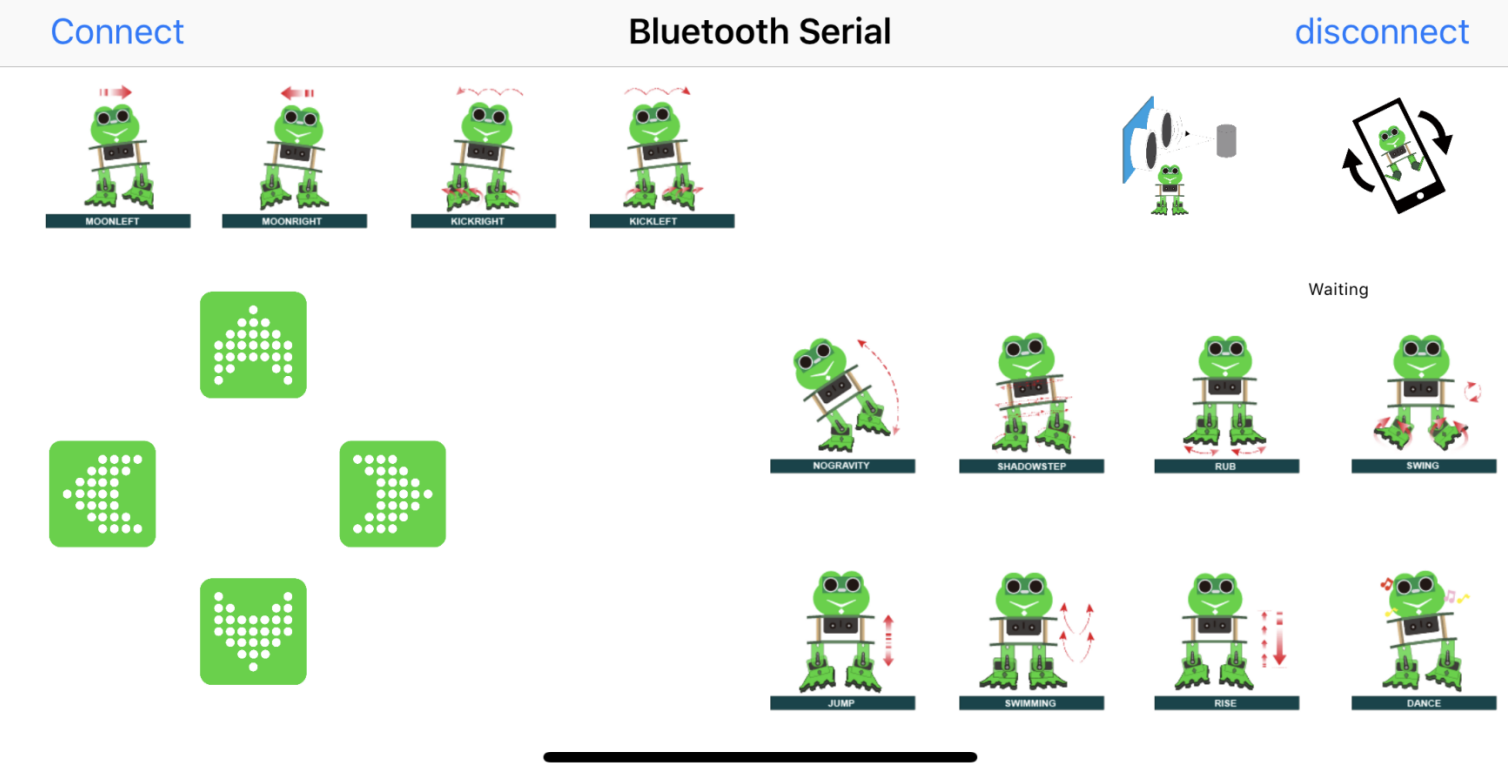 Connect
Bluetooth Serial
disconnect
MOONLEFT
MOONRIGHT
KICKRIGHT
KICKLEFT
Waiting
NOGRAVITY
SHADOWSTEP
RUB
SWING
JUMP
SWIMMING
RISE
DANCE